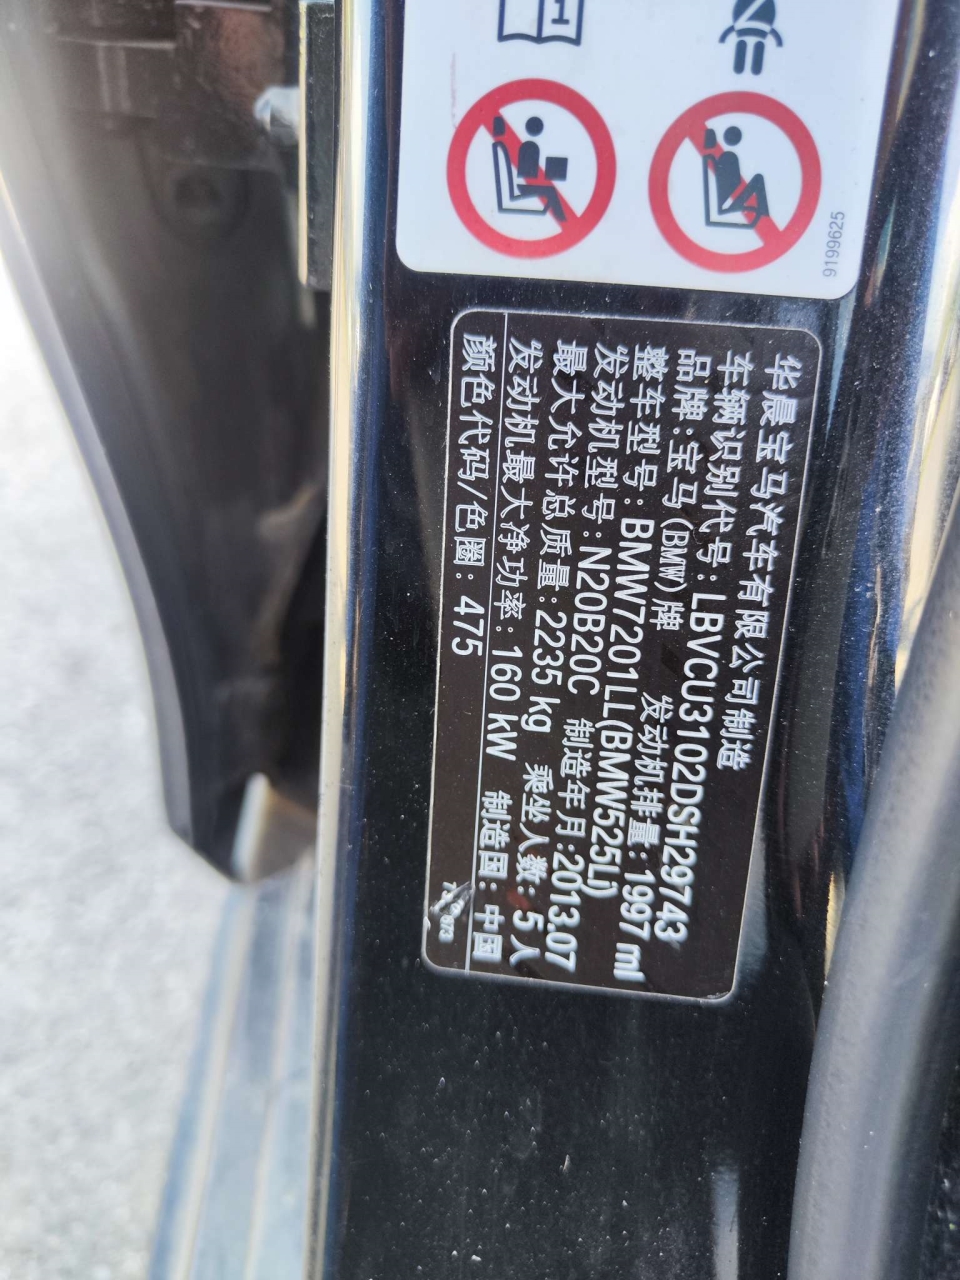 9199625
华晨宝马汽车有限公司制造
车辆识别代号:LBVCU3102DSH29743
品牌:宝马(BMW)牌 发动机排量:1997 ml
整车型号:BMW7201LL(BMW525Li)
发动机型号:N20B20C 制造年月:2013.07
最大允许总质量:2235 kg 乘坐人数:5人
发动机最大净功率:160 kW 制造国:中国
颜色代码/色圈:475